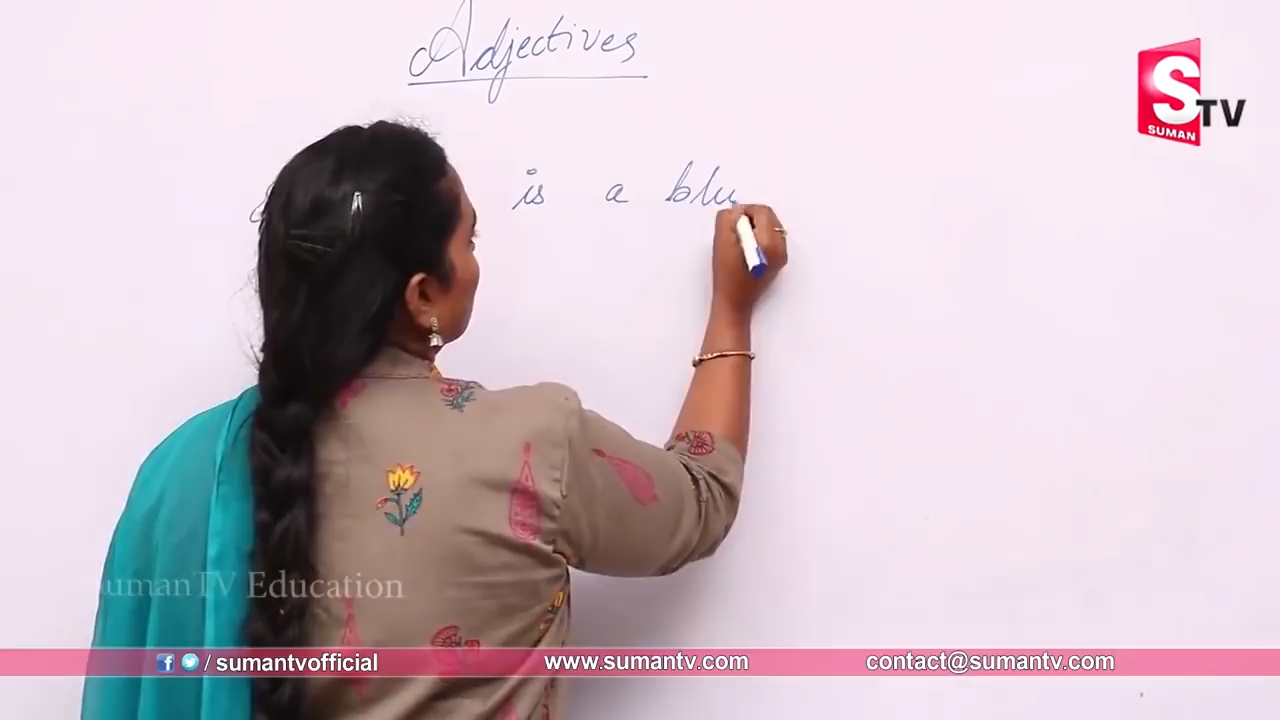 Adjectives
S TV
SUMAN
is a blu
SumanTV Education
/ sumantvofficial www.sumantv.com contact@sumantv.com